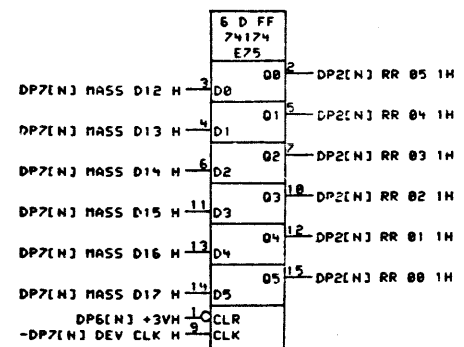 6 D FF
74174
E75
Q0 2 DP2[N] RR 05 1H
DP7[N] MASS D12 H 3 D0
Q1 5 DP2[N] RR 04 1H
DP7[N] MASS D13 H 4 D1
Q2 7 DP2[N] RR 03 1H
DP7[N] MASS D14 H 6 D2
Q3 10 DP2[N] RR 02 1H
DP7[N] MASS D15 H 11 D3
Q4 12 DP2[N] RR 01 1H
DP7[N] MASS D16 H 13 D4
Q5 15 DP2[N] RR 00 1H
DP7[N] MASS D17 H 14 D5
DP6[N] +3VH 1 CLR
-DP7[N] DEV CLK H 9 CLK